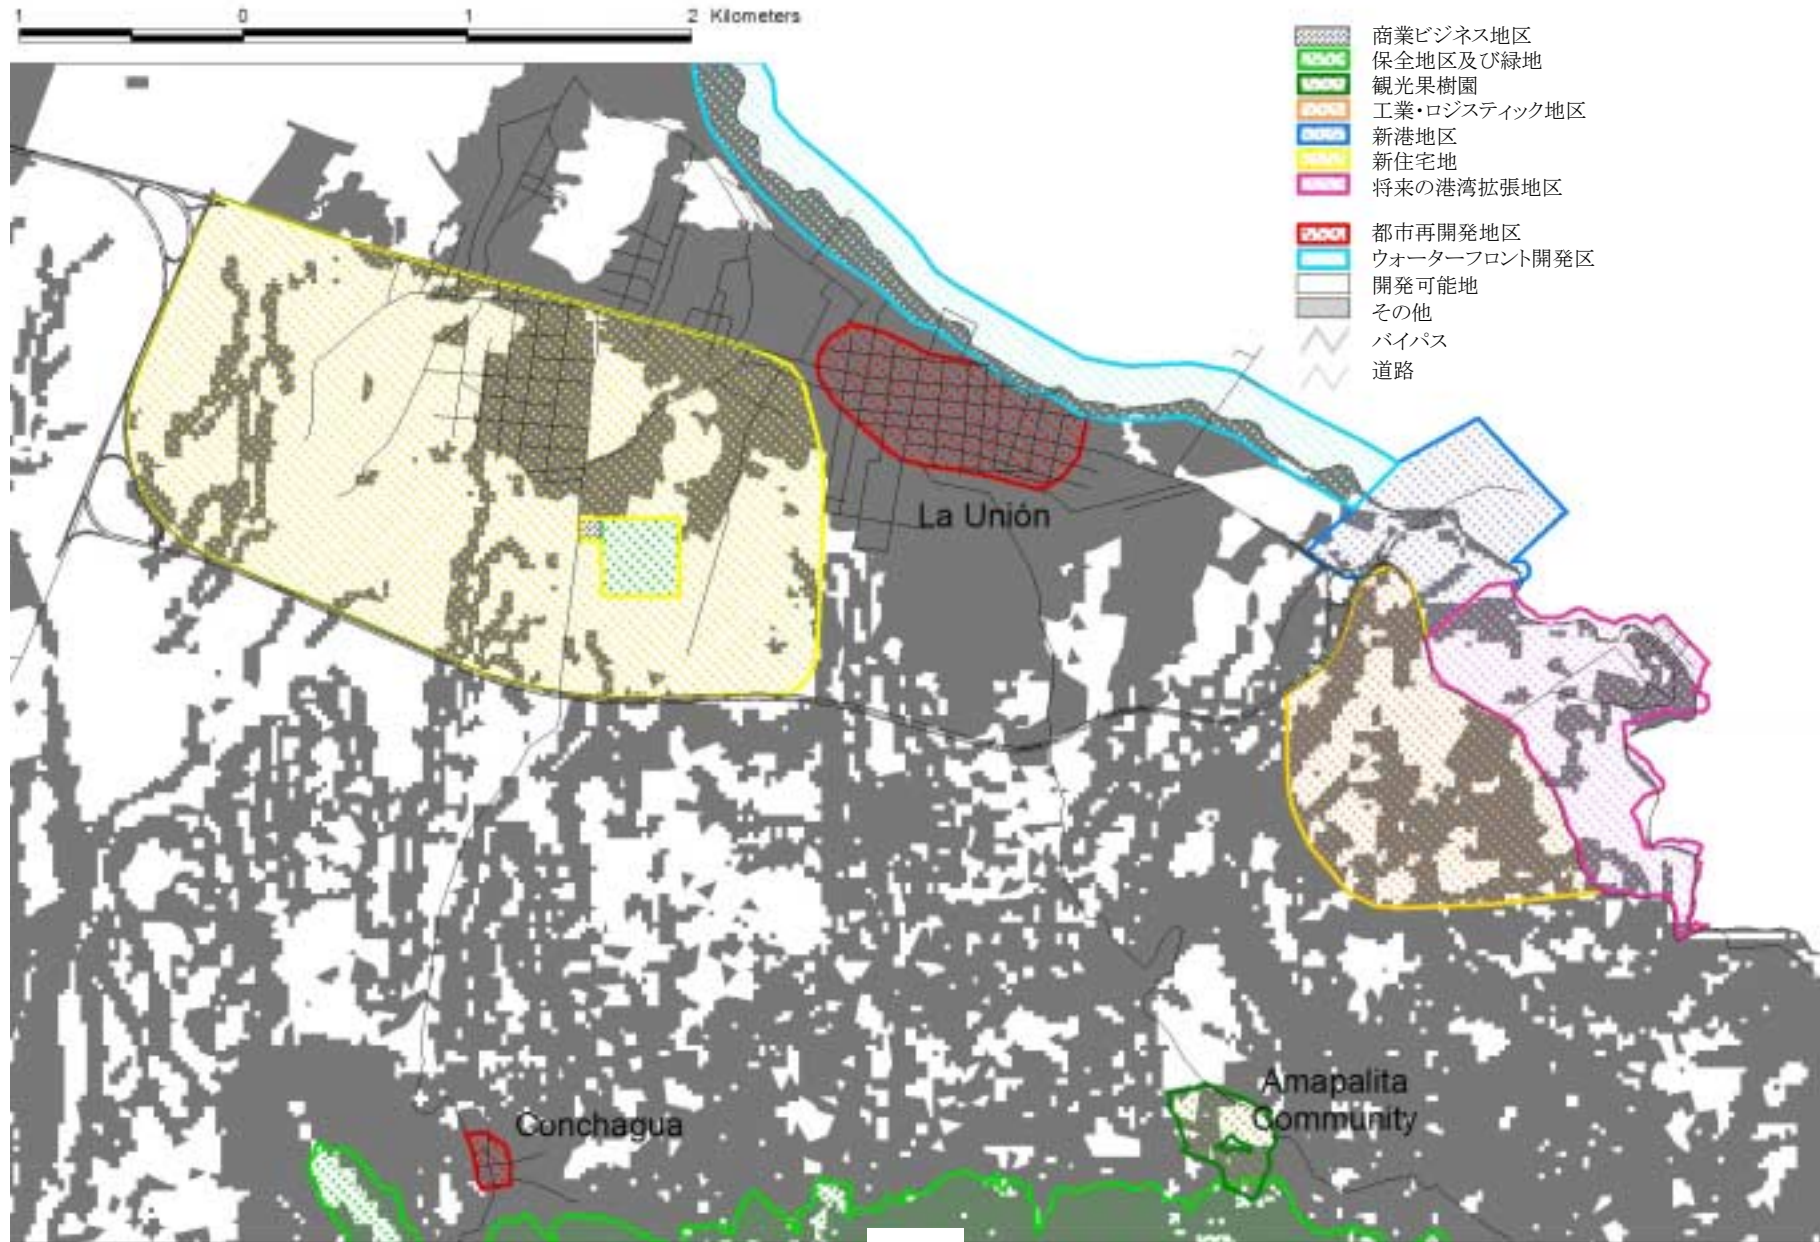 1 0 1 2 Kilometers
商業ビジネス地区
保全地区及び緑地
観光果樹園
工業・ロジスティック地区
新港地区
新住宅地
将来の港湾拡張地区
都市再開発地区
ウォーターフロント開発区
開発可能地
その他
バイパス
道路
La Unión
Conchagua
Amapalita
Community